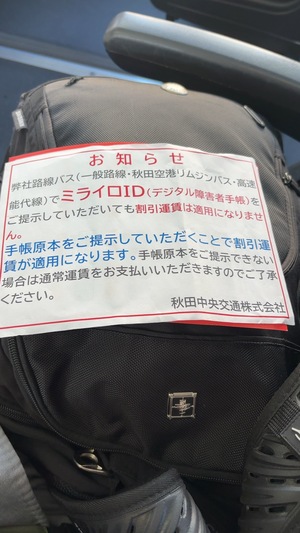 お知らせ
弊社路線バス(一般路線・秋田空港リムジンバス・高速
能代線)でミライロID(デジタル障害者手帳)を
ご提示していただいても割引運賃は適用になりませ
ん。
手帳原本をご提示していただくことで割引運
賃が適用になります。手帳原本をご提示できない
場合は通常運賃をお支払いいただきますのでご了承
ください。
秋田中央交通株式会社